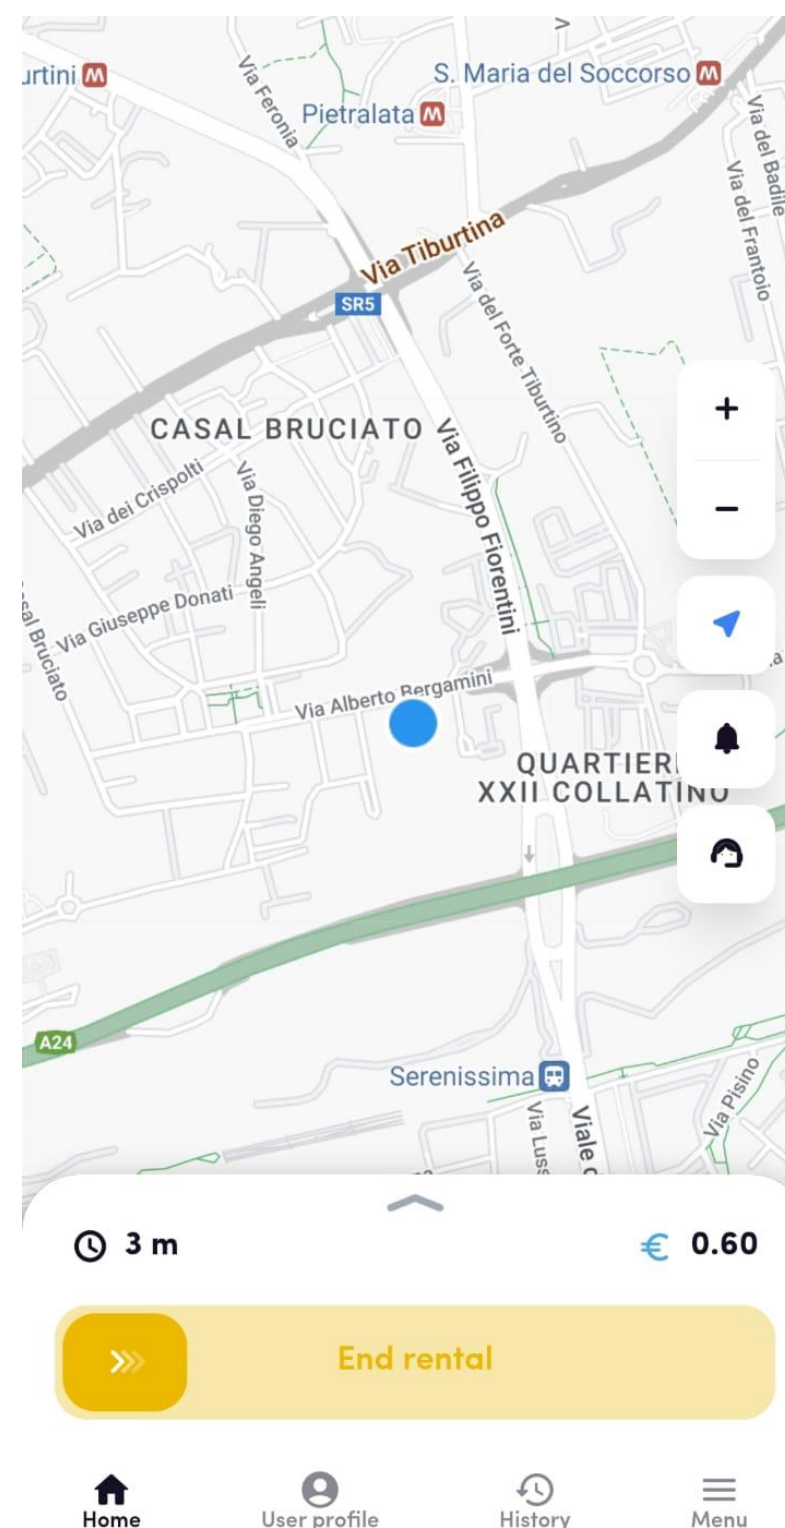 urtini M
S. Maria del Soccorso M
Pietralata M
Via Feronia
Via del Badile
Via del Frantoio
Via Tiburtina
SR5
Via del Forte Tiburtino
CASAL BRUCIATO
Via Filippo Fiorentini
Via dei Crispolti
Via Diego Angeli
Via Giuseppe Donati
sal Bruciato
Via Alberto Bergamini
QUARTIERI
XXII COLLATINO
A24
Serenissima
Via Pisino
Via Luss
Viale
3 m
€ 0.60
End rental
Home
User profile
History
Menu